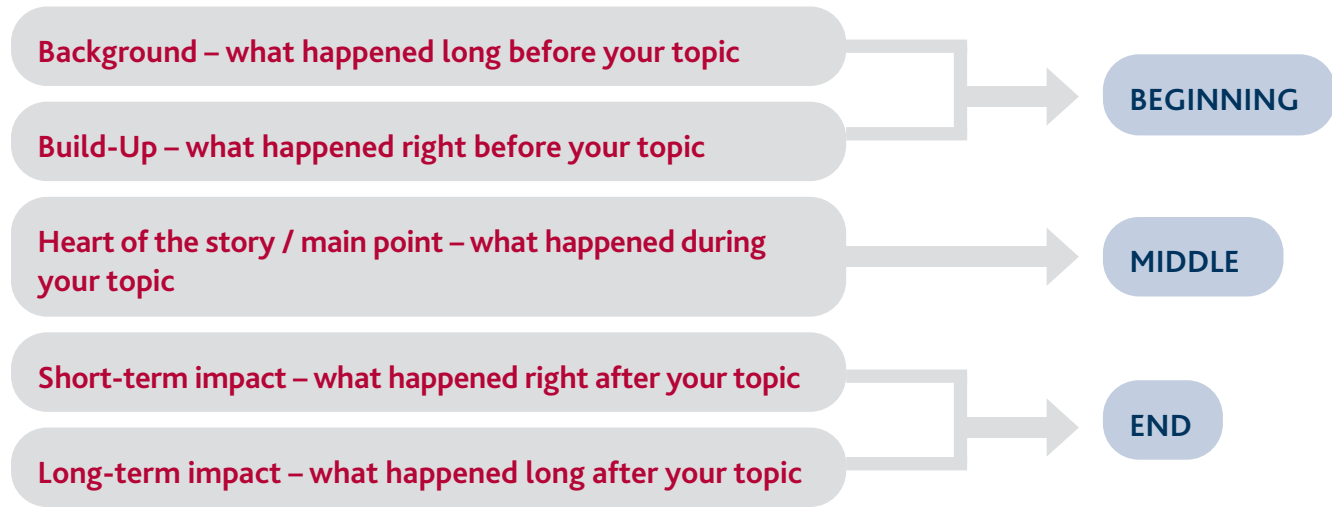 Background – what happened long before your topic
Build-Up – what happened right before your topic
BEGINNING
Heart of the story / main point – what happened during
your topic
MIDDLE
Short-term impact – what happened right after your topic
Long-term impact – what happened long after your topic
END